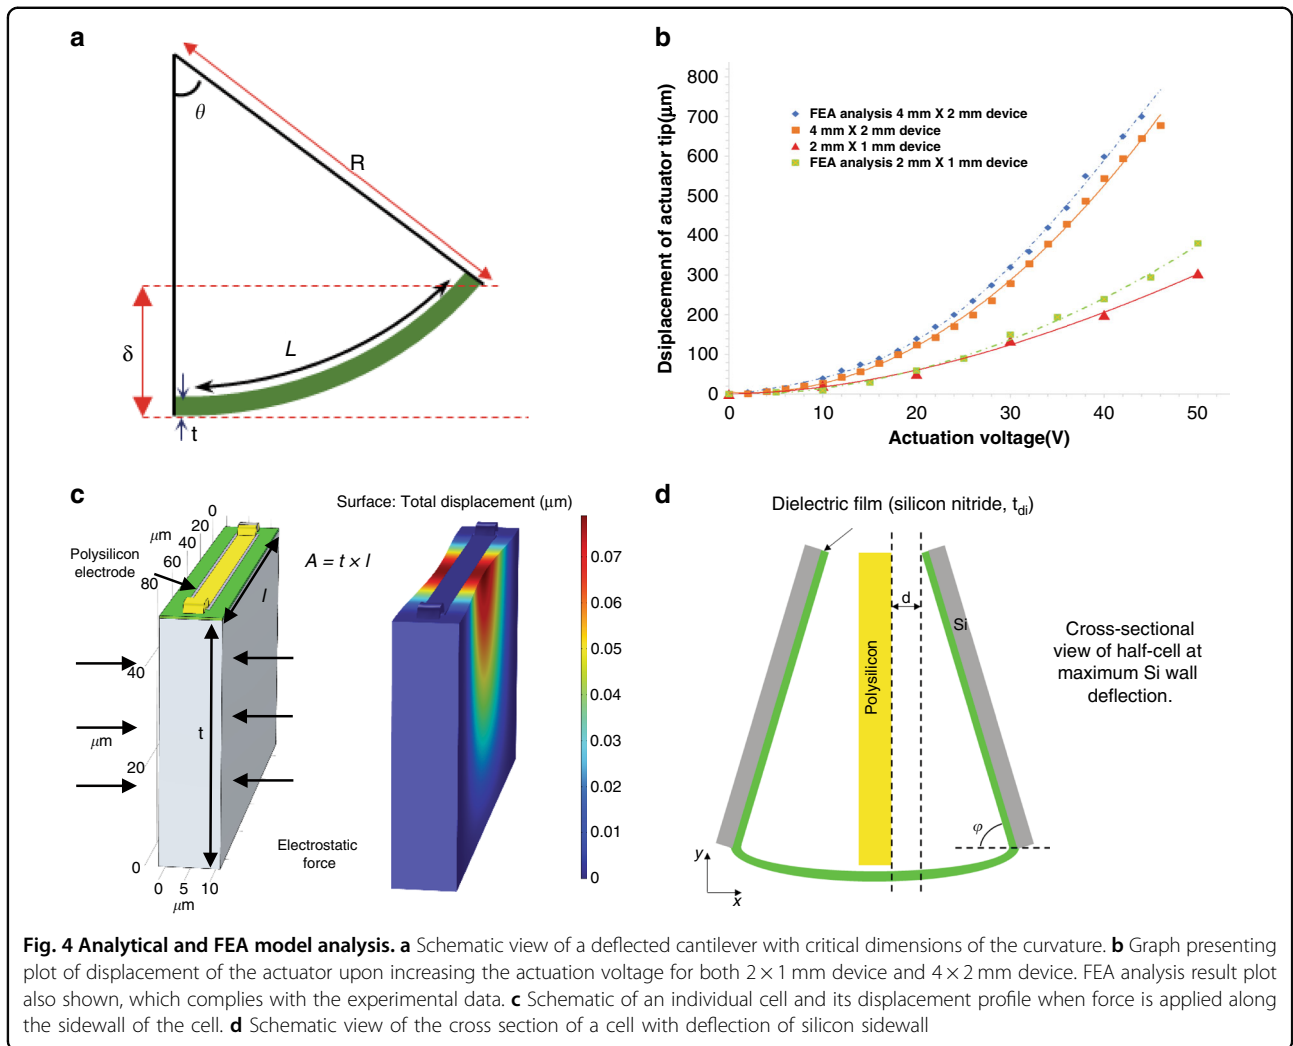 a
θ
R
L
δ
t
b
Dsiplacement of actuator tip(μm)
800
700
600
500
400
300
200
100
0
FEA analysis 4 mm X 2 mm device
4 mm X 2 mm device
2 mm X 1 mm device
FEA analysis 2 mm X 1 mm device
0 10 20 30 40 50
Actuation voltage(V)
c
0
20
μm 40
60
80
Polysilicon
electrode
A = t × l
l
t
40
μm
20
0
0 5 10
μm
Electrostatic
force
Surface: Total displacement (μm)
0.07
0.06
0.05
0.04
0.03
0.02
0.01
0
d
Dielectric film (silicon nitride, tdi)
d
Si
Polysilicon
φ
y
x
Cross-sectional
view of half-cell at
maximum Si wall
deflection.
Fig. 4 Analytical and FEA model analysis. a Schematic view of a deflected cantilever with critical dimensions of the curvature. b Graph presenting
plot of displacement of the actuator upon increasing the actuation voltage for both 2 × 1 mm device and 4 × 2 mm device. FEA analysis result plot
also shown, which complies with the experimental data. c Schematic of an individual cell and its displacement profile when force is applied along
the sidewall of the cell. d Schematic view of the cross section of a cell with deflection of silicon sidewall